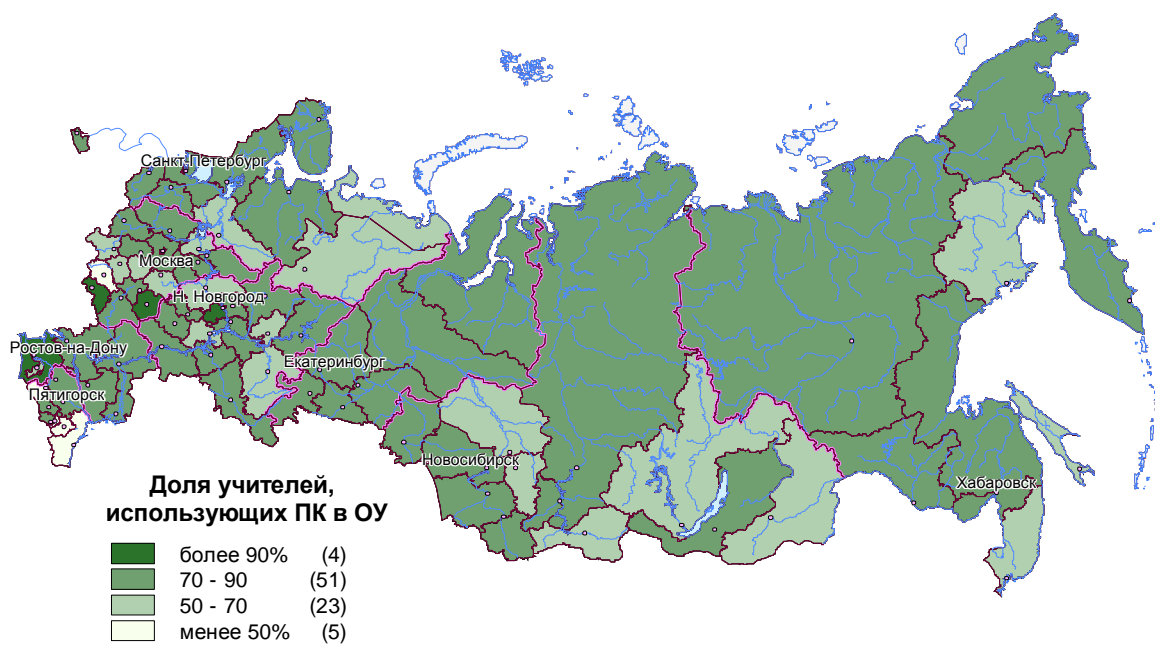 Санкт-Петербург
Москва
Н. Новгород
Ростов-на-Дону
Екатеринбург
Пятигорск
Новосибирск
Хабаровск
Доля учителей,
использующих ПК в ОУ
более 90% (4)
70 - 90 (51)
50 - 70 (23)
менее 50% (5)